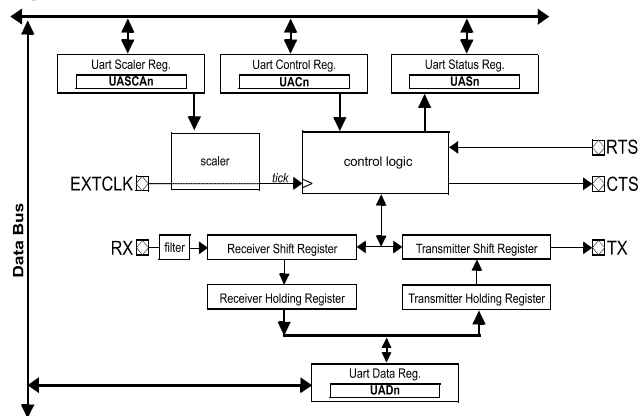 Uart Scaler Reg.
UASCAn
Uart Control Reg.
UACn
Uart Status Reg.
UASn
scaler
control logic
RTS
EXTCLK
tick
CTS
Data Bus
RX
filter
Receiver Shift Register
Transmitter Shift Register
TX
Receiver Holding Register
Transmitter Holding Register
Uart Data Reg.
UADn